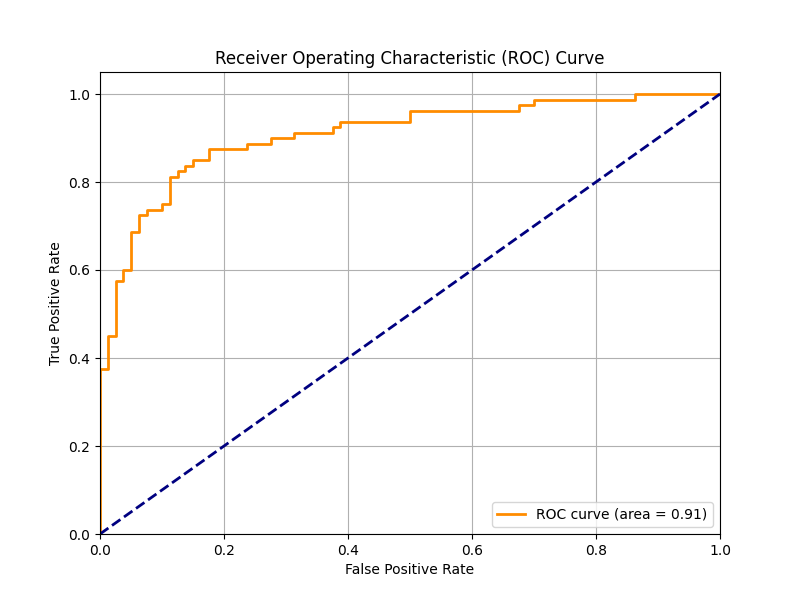 Receiver Operating Characteristic (ROC) Curve
True Positive Rate
1.0
0.8
0.6
0.4
0.2
0.0
ROC curve (area = 0.91)
0.0 0.2 0.4 0.6 0.8 1.0
False Positive Rate